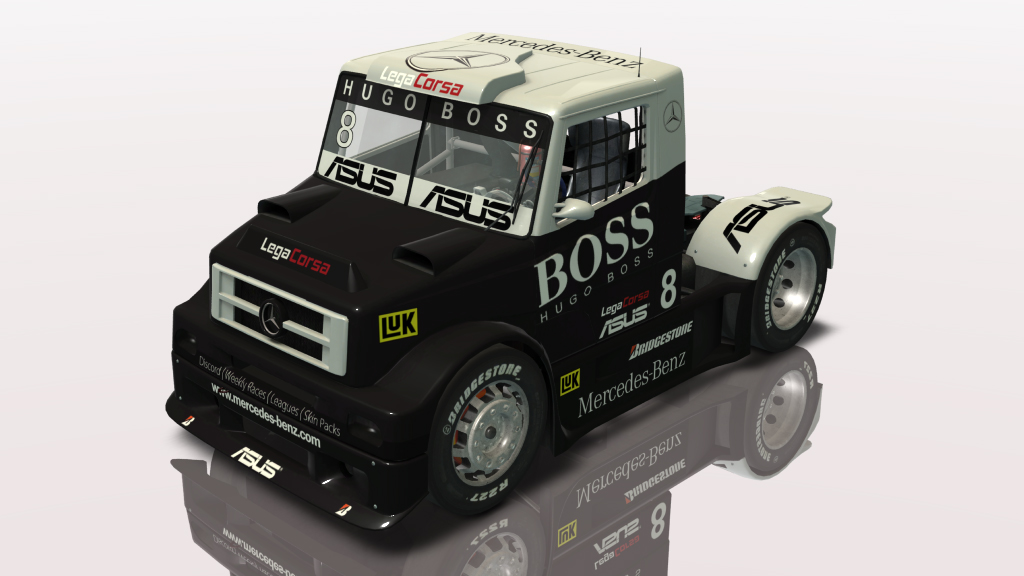 Mercedes-Benz
LegaCorsa
HUGO BOSS
8
ASUS ASUS
LegaCorsa
LUK
Discord / Weekly Races / Leagues / Skin Packs
www.mercedes-benz.com
ASUS
BOSS
HUGO BOSS
LegaCorsa
8
ASUS
BRIDGESTONE
LUK
Mercedes-Benz
BRIDGESTONE
R227
ASUS
BRIDGESTONE